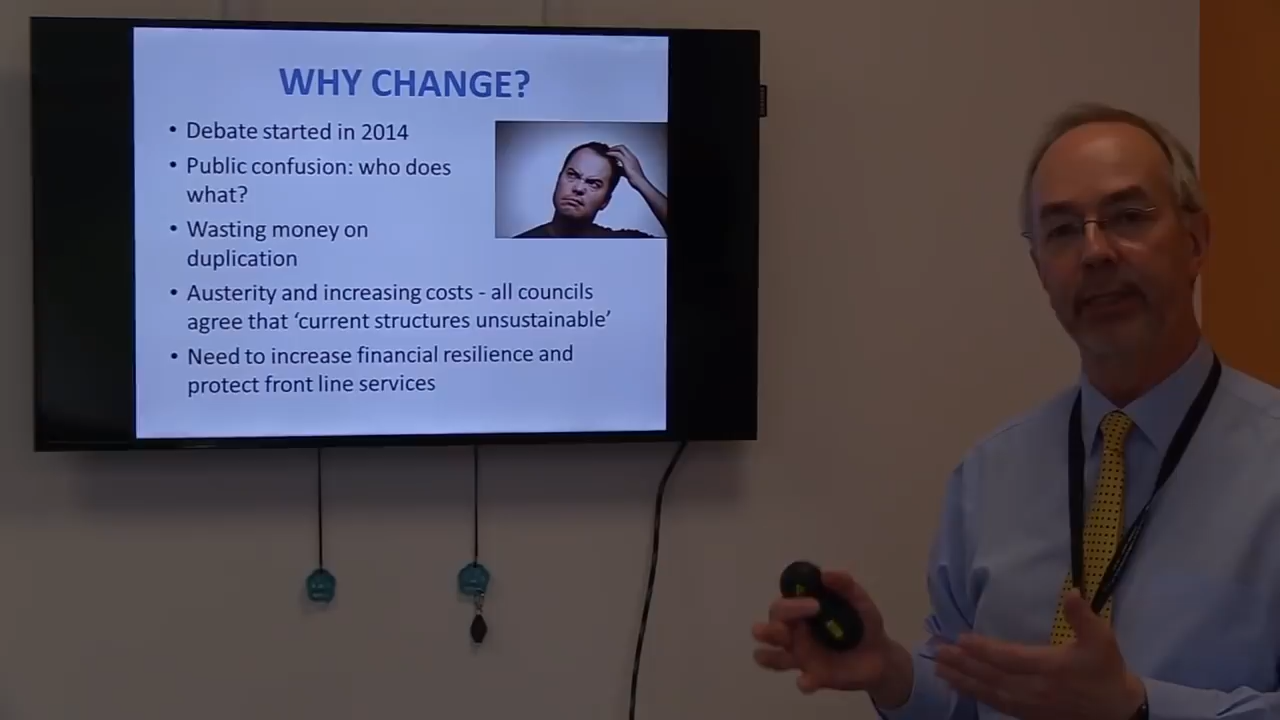 WHY CHANGE?
• Debate started in 2014
• Public confusion: who does
what?
• Wasting money on
duplication
• Austerity and increasing costs - all councils
agree that ‘current structures unsustainable’
• Need to increase financial resilience and
protect front line services